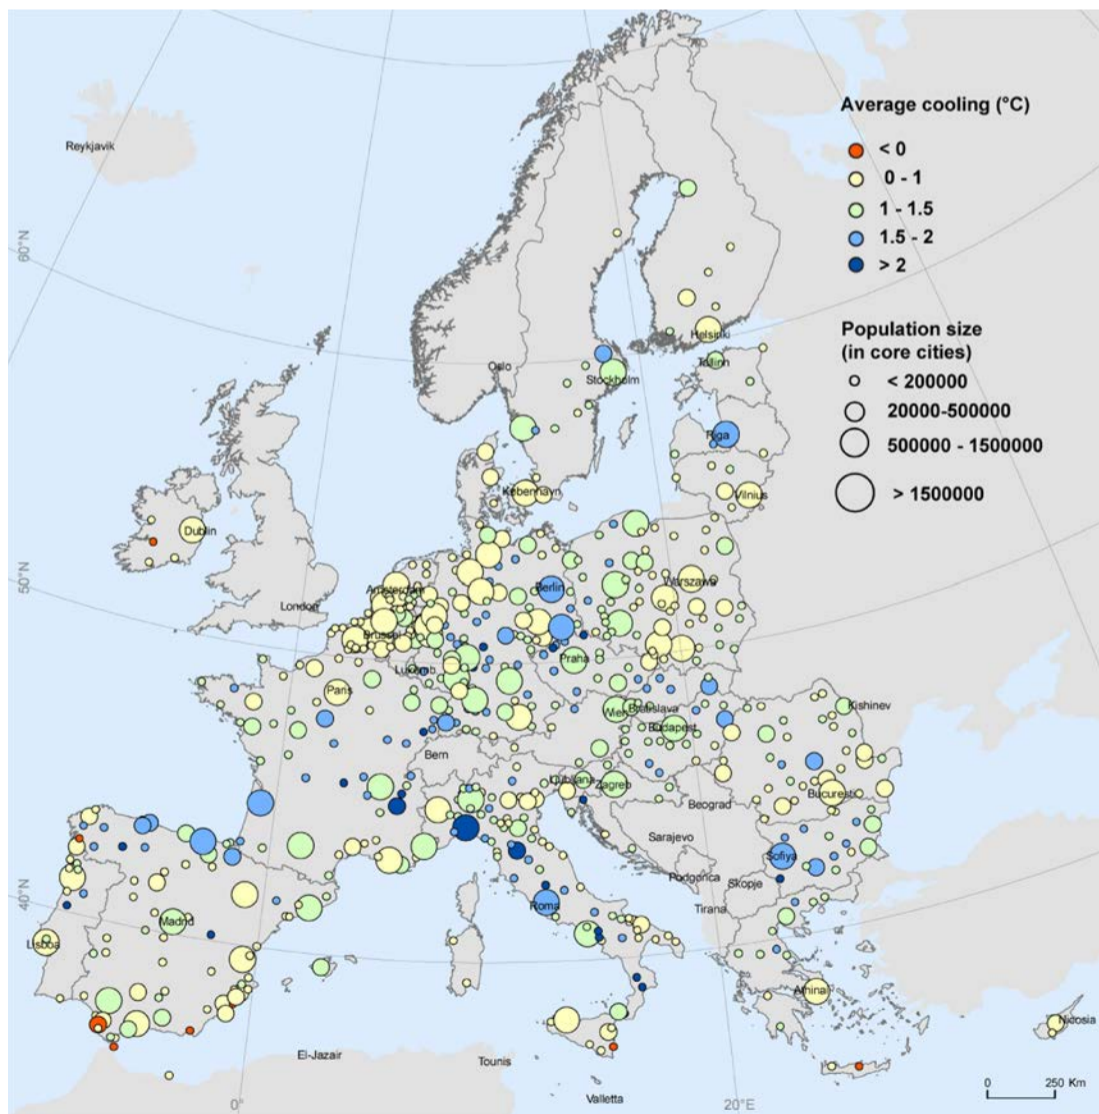 Average cooling (°C)
< 0
0 - 1
1 - 1.5
1.5 - 2
> 2
Population size
(in core cities)
< 200000
20000-500000
500000 - 1500000
> 1500000
Reykjavik
60°N
Helsinki
Oslo
Tallinn
Stockholm
Riga
København
Vilnius
Dublin
50°N
Amsterdam
Berlin
Warszawa
London
Brussel
Praha
Luxemb
Paris
Kishinev
Wien
Bratislava
Budapest
Bern
Ljubljana
Zagreb
Beograd
Bucuresti
Sarajevo
Sofiya
Podgorica
Skopje
40°N
Roma
Tirana
Madrid
Lisboa
Athinai
Nicosia
El-Jazair
Tounis
Valletta
0°
20°E
0
250 Km